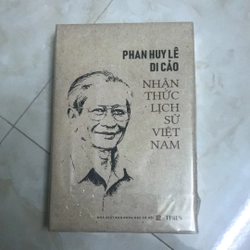 PHAN HUY LÊ
DI CẢO
NHẬN
THỨC
LỊCH
SỬ VIỆT
NAM